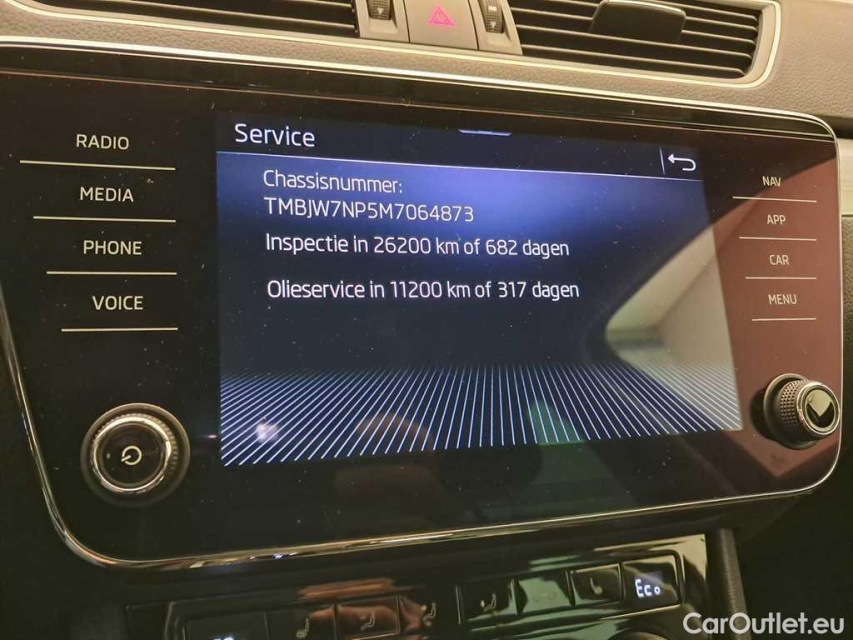 Service
RADIO
MEDIA
PHONE
VOICE
Chassisnummer:
TMBJW7NP5M7064873
Inspectie in 26200 km of 682 dagen
Olieservice in 11200 km of 317 dagen
NAV
APP
CAR
MENU
Eco
CarOutlet.eu